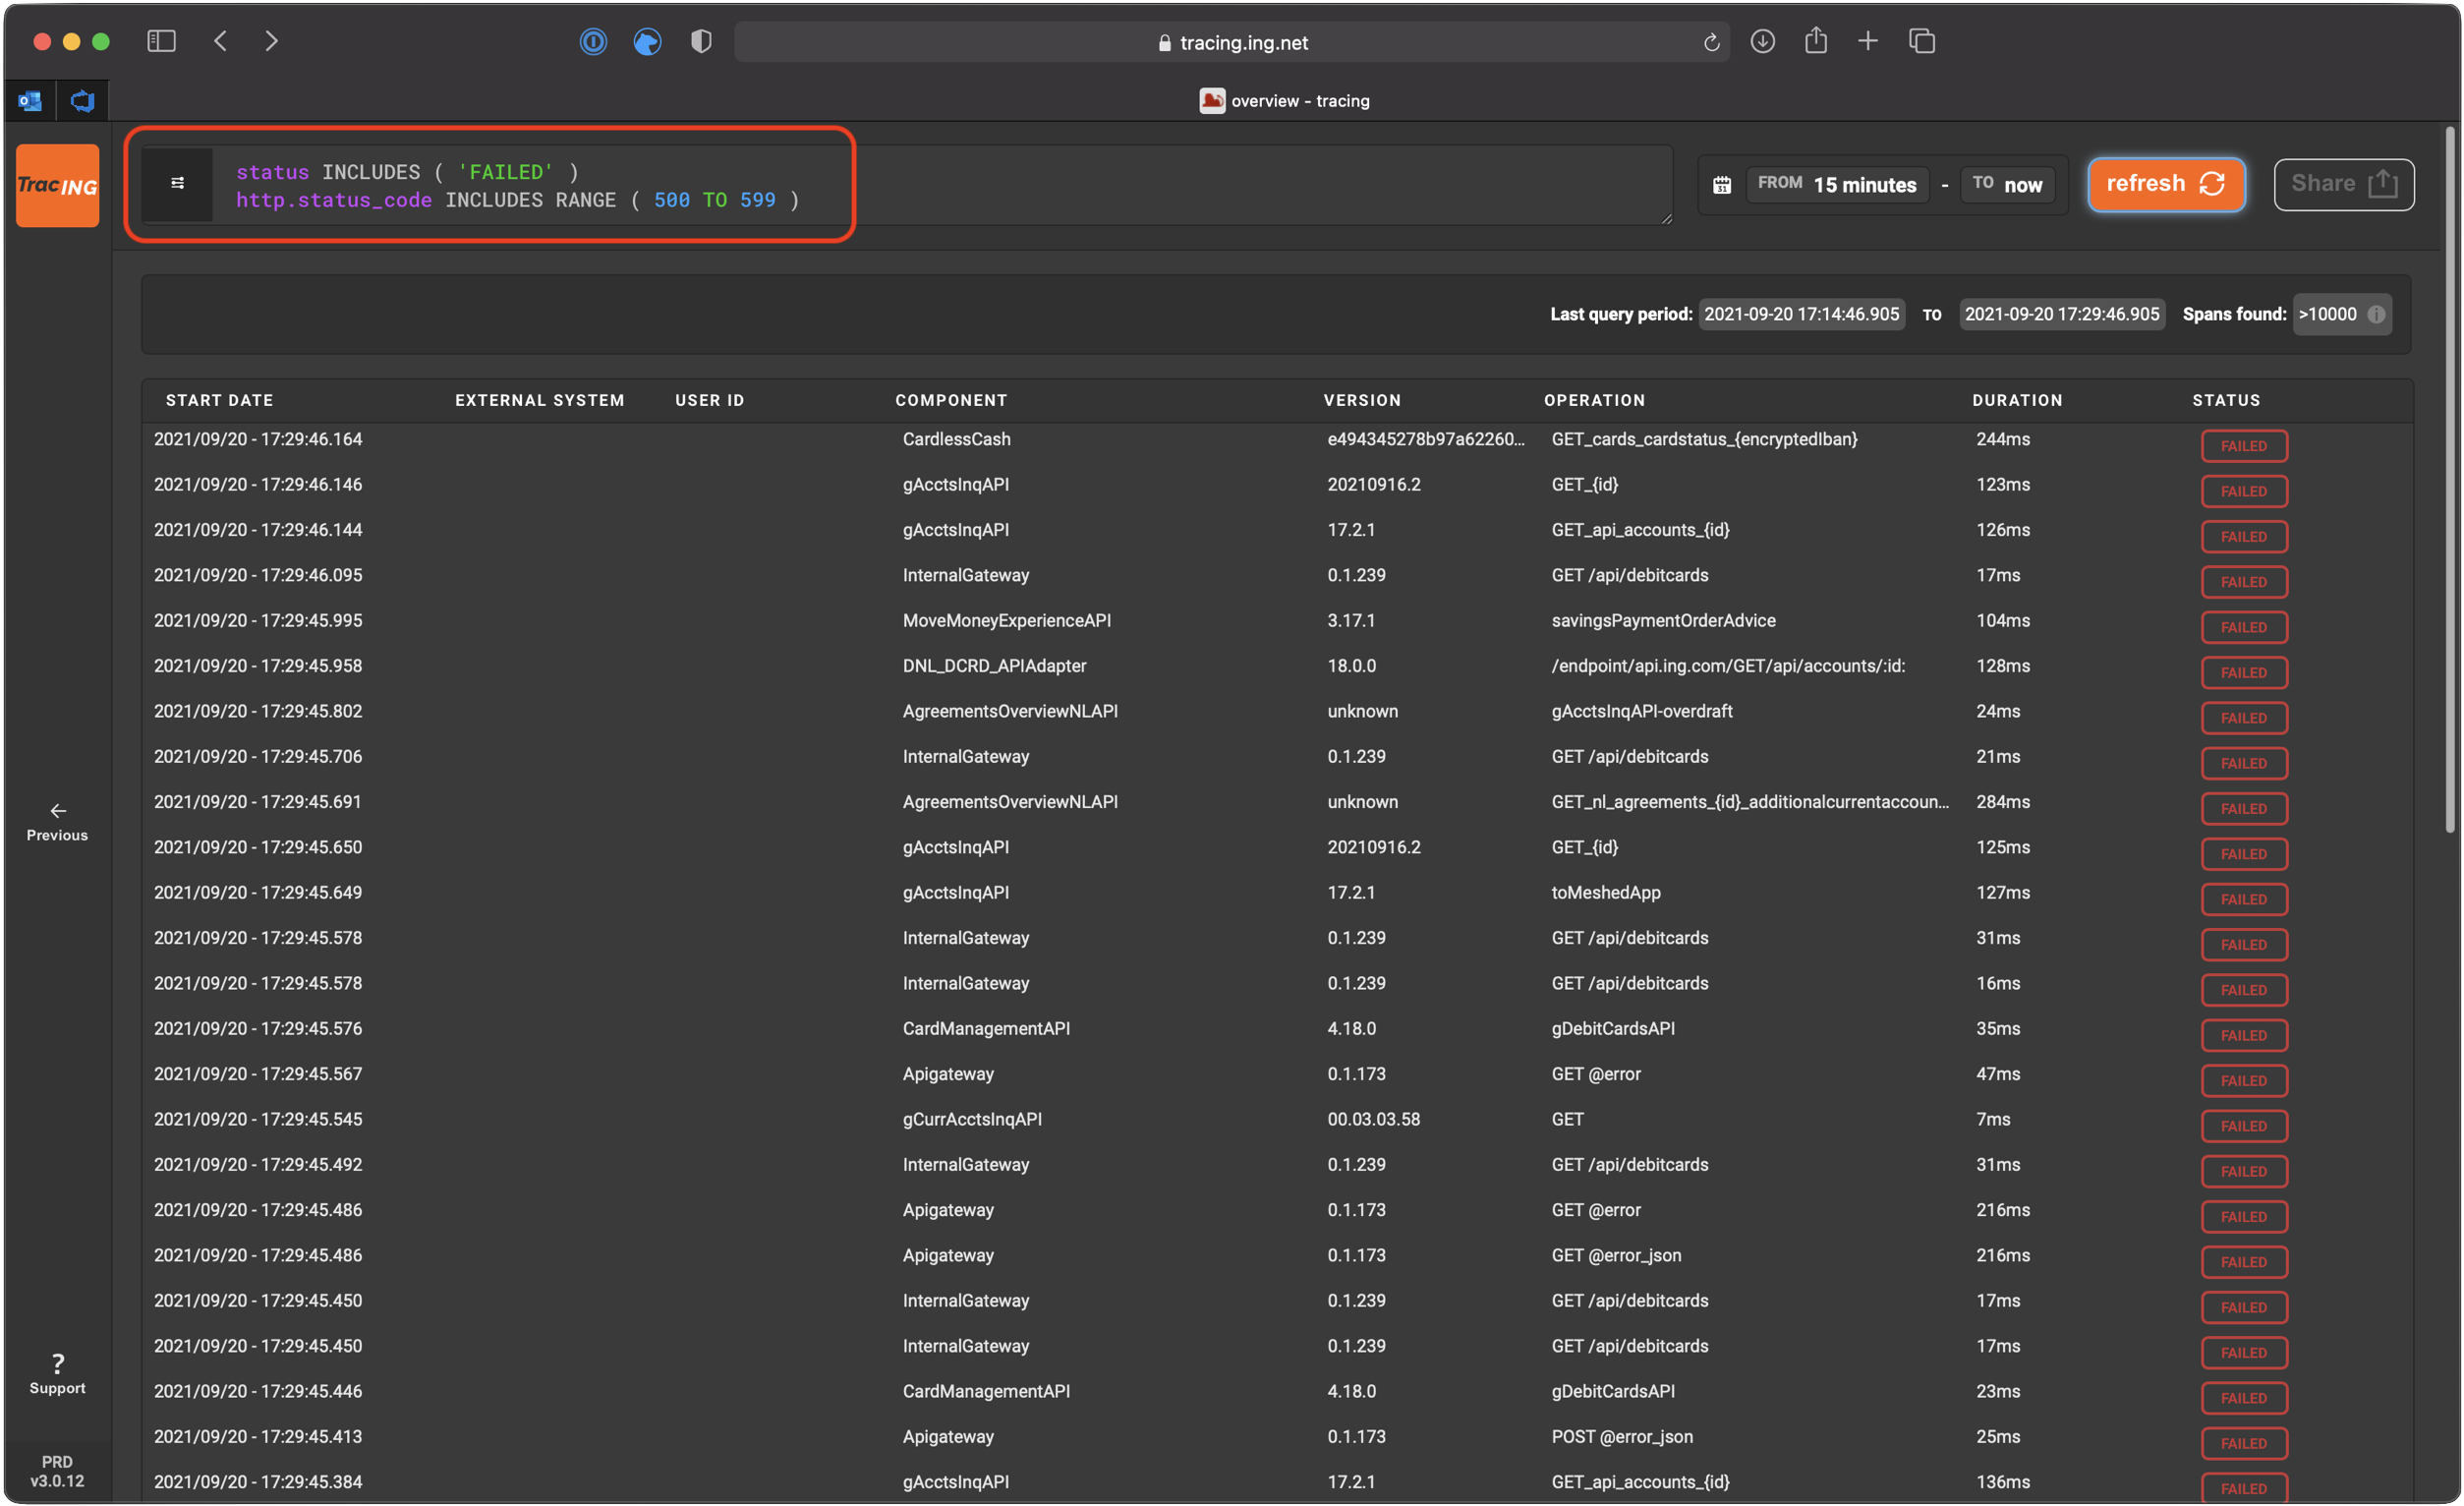 tracing.ing.net
overview - tracing
TracING
status INCLUDES ( 'FAILED' )
http.status_code INCLUDES RANGE ( 500 TO 599 )
31 FROM 15 minutes - TO now
refresh
Share
Last query period: 2021-09-20 17:14:46.905 TO 2021-09-20 17:29:46.905 Spans found: >10000 i
START DATE EXTERNAL SYSTEM USER ID COMPONENT VERSION OPERATION DURATION STATUS
2021/09/20 - 17:29:46.164 CardlessCash e494345278b97a62260... GET_cards_cardstatus_{encryptedIban} 244ms FAILED
2021/09/20 - 17:29:46.146 gAcctsInqAPI 20210916.2 GET_{id} 123ms FAILED
2021/09/20 - 17:29:46.144 gAcctsInqAPI 17.2.1 GET_api_accounts_{id} 126ms FAILED
2021/09/20 - 17:29:46.095 InternalGateway 0.1.239 GET /api/debitcards 17ms FAILED
2021/09/20 - 17:29:45.995 MoveMoneyExperienceAPI 3.17.1 savingsPaymentOrderAdvice 104ms FAILED
2021/09/20 - 17:29:45.958 DNL_DCRD_APIAdapter 18.0.0 /endpoint/api.ing.com/GET/api/accounts/:id: 128ms FAILED
2021/09/20 - 17:29:45.802 AgreementsOverviewNLAPI unknown gAcctsInqAPI-overdraft 24ms FAILED
2021/09/20 - 17:29:45.706 InternalGateway 0.1.239 GET /api/debitcards 21ms FAILED
2021/09/20 - 17:29:45.691 AgreementsOverviewNLAPI unknown GET_nl_agreements_{id}_additionalcurrentaccoun... 284ms FAILED
2021/09/20 - 17:29:45.650 gAcctsInqAPI 20210916.2 GET_{id} 125ms FAILED
2021/09/20 - 17:29:45.649 gAcctsInqAPI 17.2.1 toMeshedApp 127ms FAILED
2021/09/20 - 17:29:45.578 InternalGateway 0.1.239 GET /api/debitcards 31ms FAILED
2021/09/20 - 17:29:45.578 InternalGateway 0.1.239 GET /api/debitcards 16ms FAILED
2021/09/20 - 17:29:45.576 CardManagementAPI 4.18.0 gDebitCardsAPI 35ms FAILED
2021/09/20 - 17:29:45.567 Apigateway 0.1.173 GET @error 47ms FAILED
2021/09/20 - 17:29:45.545 gCurrAcctsInqAPI 00.03.03.58 GET 7ms FAILED
2021/09/20 - 17:29:45.492 InternalGateway 0.1.239 GET /api/debitcards 31ms FAILED
2021/09/20 - 17:29:45.486 Apigateway 0.1.173 GET @error 216ms FAILED
2021/09/20 - 17:29:45.486 Apigateway 0.1.173 GET @error_json 216ms FAILED
2021/09/20 - 17:29:45.450 InternalGateway 0.1.239 GET /api/debitcards 17ms FAILED
2021/09/20 - 17:29:45.450 InternalGateway 0.1.239 GET /api/debitcards 17ms FAILED
2021/09/20 - 17:29:45.446 CardManagementAPI 4.18.0 gDebitCardsAPI 23ms FAILED
2021/09/20 - 17:29:45.413 Apigateway 0.1.173 POST @error_json 25ms FAILED
2021/09/20 - 17:29:45.384 gAcctsInqAPI 17.2.1 GET_api_accounts_{id} 136ms FAILED
Previous
?
Support
PRD
v3.0.12